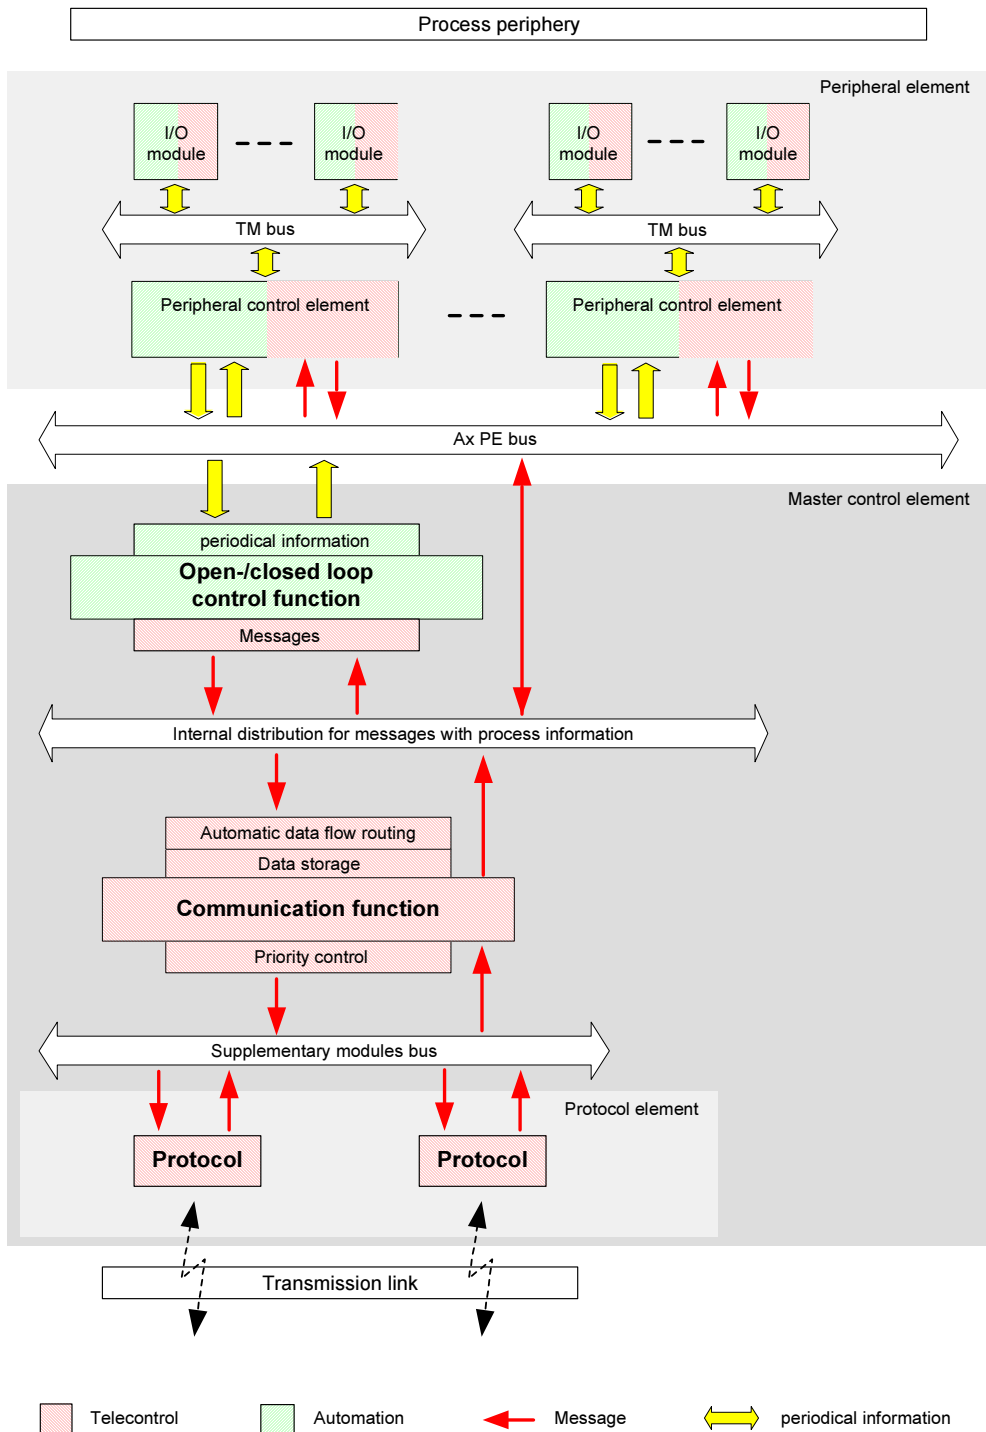 Process periphery
Peripheral element
I/O
module
I/O
module
I/O
module
I/O
module
TM bus
TM bus
Peripheral control element
Peripheral control element
Ax PE bus
Master control element
periodical information
Open-/closed loop
control function
Messages
Internal distribution for messages with process information
Automatic data flow routing
Data storage
Communication function
Priority control
Supplementary modules bus
Protocol element
Protocol
Protocol
Transmission link
Telecontrol
Automation
Message
periodical information